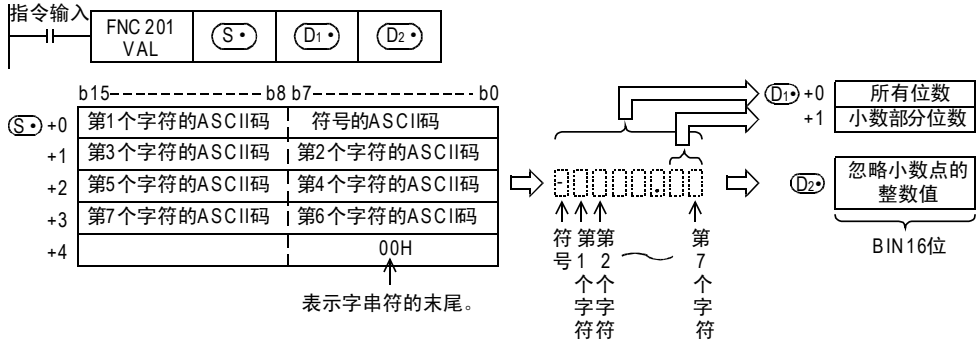 指令输入
FNC 201
VAL
S•
D1•
D2•
b15
b8 b7
b0
S• +0
第1个字符的ASCII码
符号的ASCII码
+1
第3个字符的ASCII码
第2个字符的ASCII码
+2
第5个字符的ASCII码
第4个字符的ASCII码
+3
第7个字符的ASCII码
第6个字符的ASCII码
+4
00H
表示字串符的末尾。
-
.
符号
第1个字符
第2个字符
第7个字符
D1• +0
所有位数
+1
小数部分位数
D2•
忽略小数点的
整数值
BIN16位